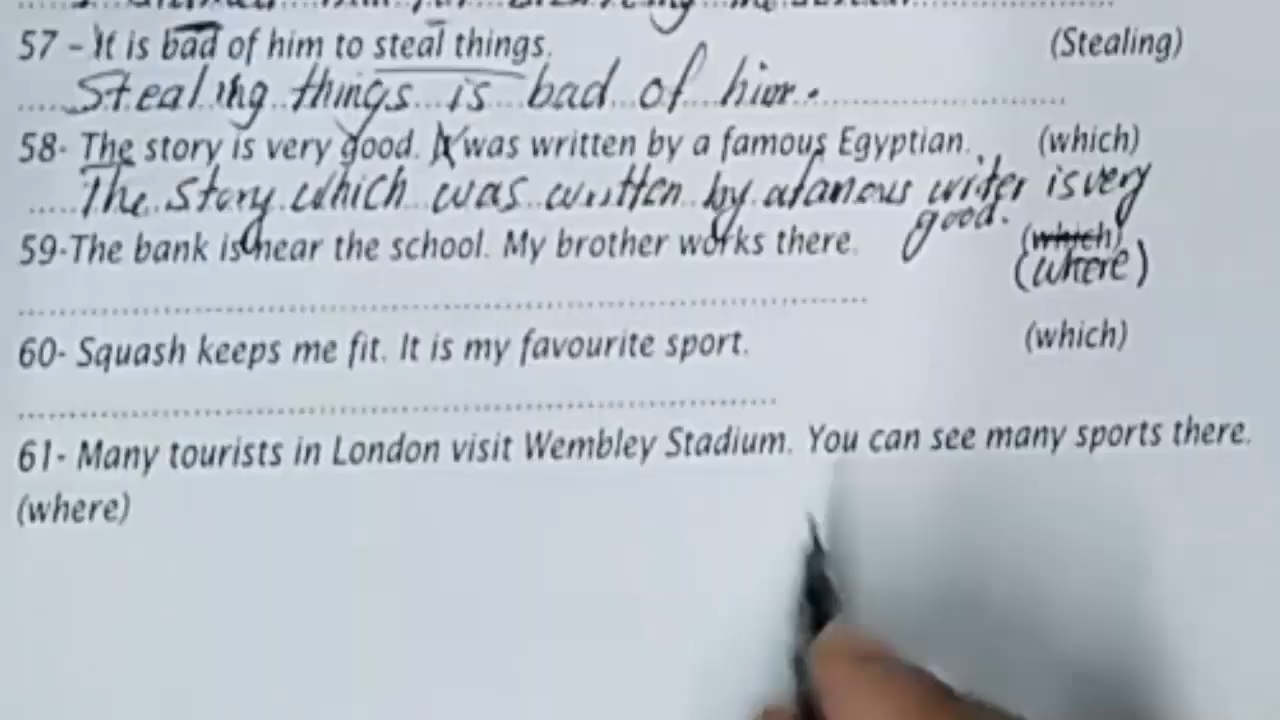 57 - It is bad of him to steal things. (Stealing)
Stealing things is bad of him.
58- The story is very good. It was written by a famous Egyptian. (which)
The story which was written by a famous writer is very
good.
59-The bank is near the school. My brother works there. (which)
(where)
60- Squash keeps me fit. It is my favourite sport. (which)
61- Many tourists in London visit Wembley Stadium. You can see many sports there.
(where)